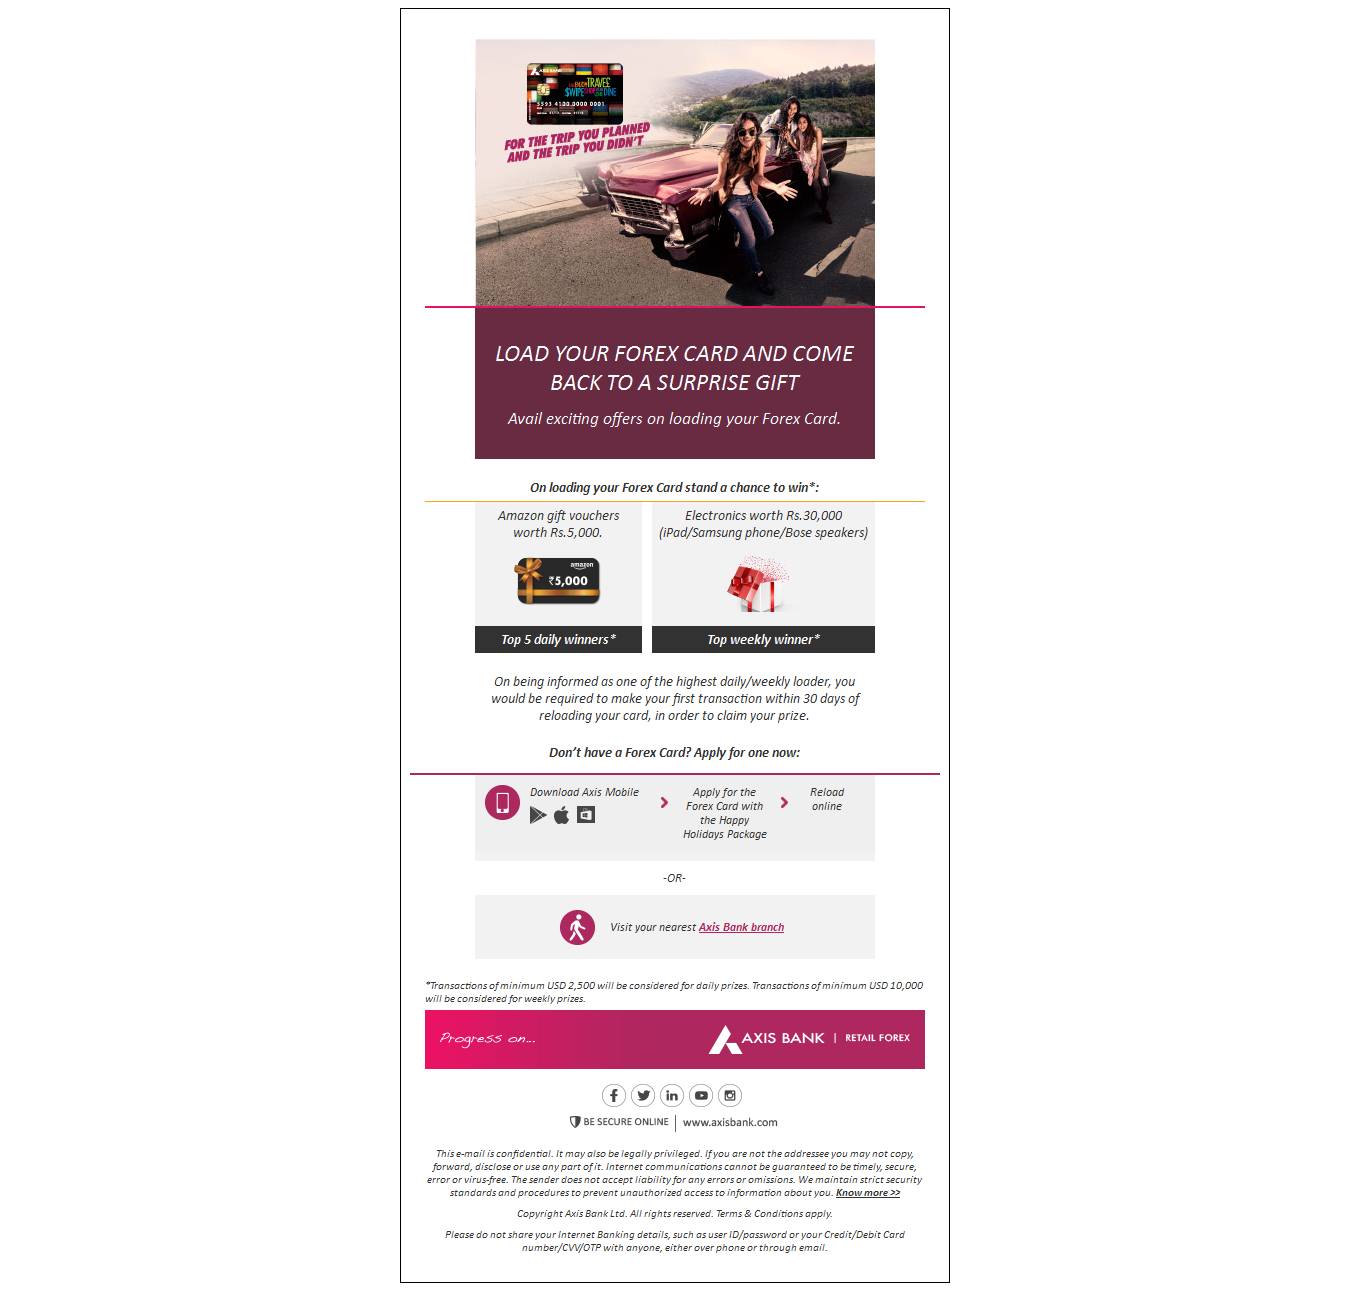 AXIS BANK
ENJOY TRAVEL
SWIPE SHOP DINE
5593 4100 0000 0001
FOR THE TRIP YOU PLANNED
AND THE TRIP YOU DIDN'T
LOAD YOUR FOREX CARD AND COME
BACK TO A SURPRISE GIFT
Avail exciting offers on loading your Forex Card.
On loading your Forex Card stand a chance to win*:
Amazon gift vouchers
worth Rs.5,000.
amazon
₹5,000
Top 5 daily winners*
Electronics worth Rs.30,000
(iPad/Samsung phone/Bose speakers)
Top weekly winner*
On being informed as one of the highest daily/weekly loader, you
would be required to make your first transaction within 30 days of
reloading your card, in order to claim your prize.
Don't have a Forex Card? Apply for one now:
Download Axis Mobile
Apply for the
Forex Card with
the Happy
Holidays Package
Reload
online
-OR-
Visit your nearest Axis Bank branch
*Transactions of minimum USD 2,500 will be considered for daily prizes. Transactions of minimum USD 10,000
will be considered for weekly prizes.
Progress on...
AXIS BANK | RETAIL FOREX
BE SECURE ONLINE | www.axisbank.com
This e-mail is confidential. It may also be legally privileged. If you are not the addressee you may not copy,
forward, disclose or use any part of it. Internet communications cannot be guaranteed to be timely, secure,
error or virus-free. The sender does not accept liability for any errors or omissions. We maintain strict security
standards and procedures to prevent unauthorized access to information about you. Know more >>
Copyright Axis Bank Ltd. All rights reserved. Terms & Conditions apply.
Please do not share your Internet Banking details, such as user ID/password or your Credit/Debit Card
number/CVV/OTP with anyone, either over phone or through email.